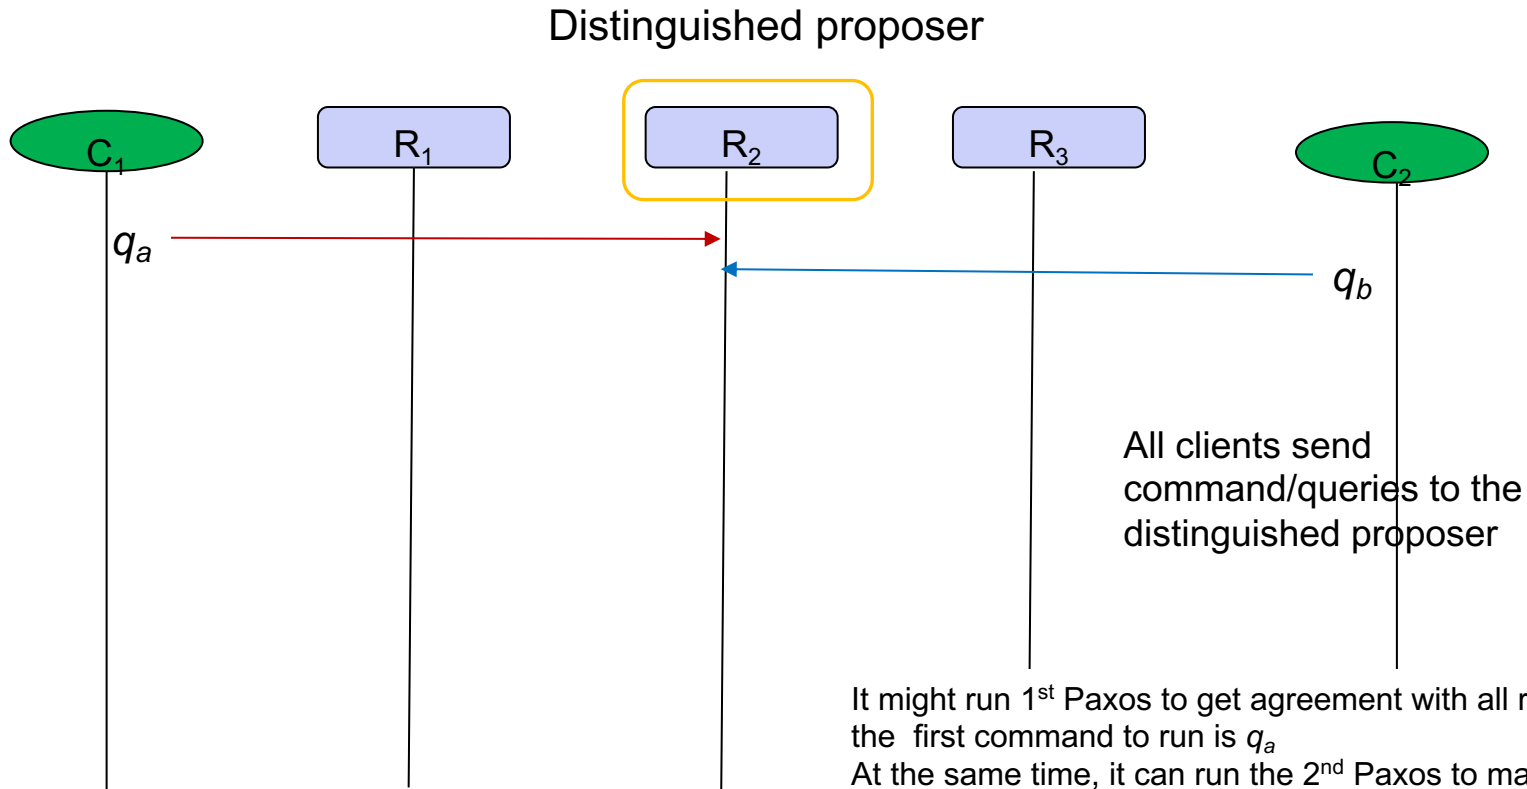 Distinguished proposer
C₁
R₁
R₂
R₃
C₂
qₐ
q_b
All clients send
command/queries to the
distinguished proposer
It might run 1ˢᵗ Paxos to get agreement with all
the first command to run is qₐ
At the same time, it can run the 2ⁿᵈ Paxos to